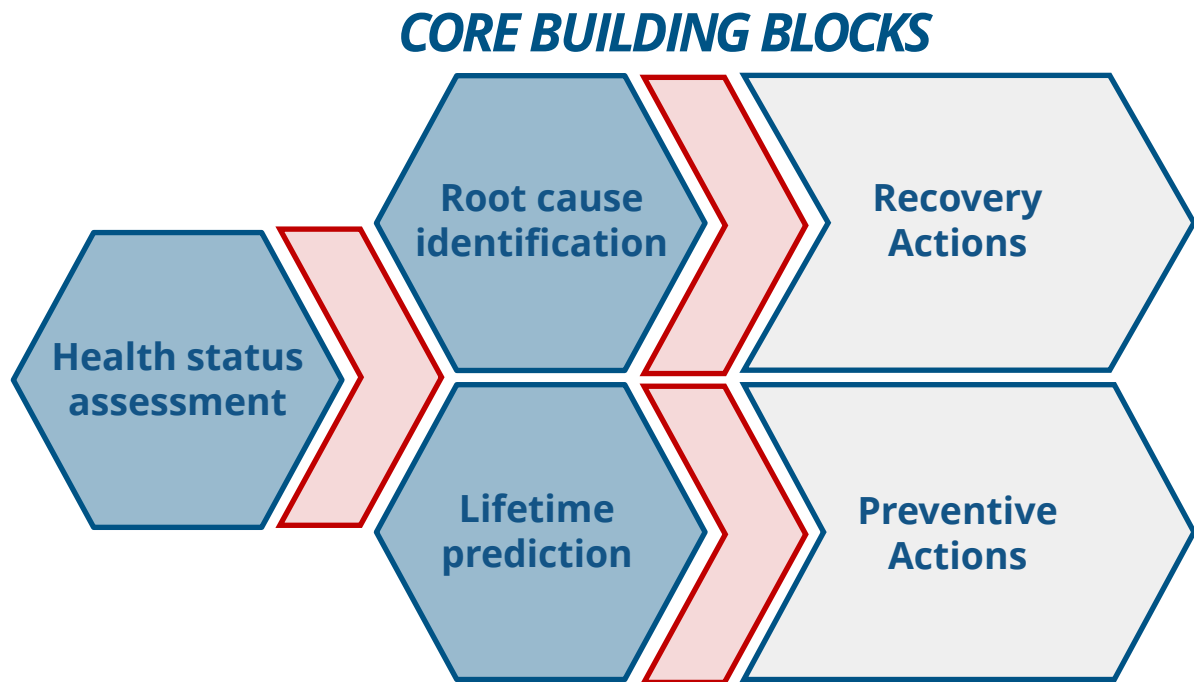 CORE BUILDING BLOCKS
Root cause
identification
Recovery
Actions
Health status
assessment
Lifetime
prediction
Preventive
Actions